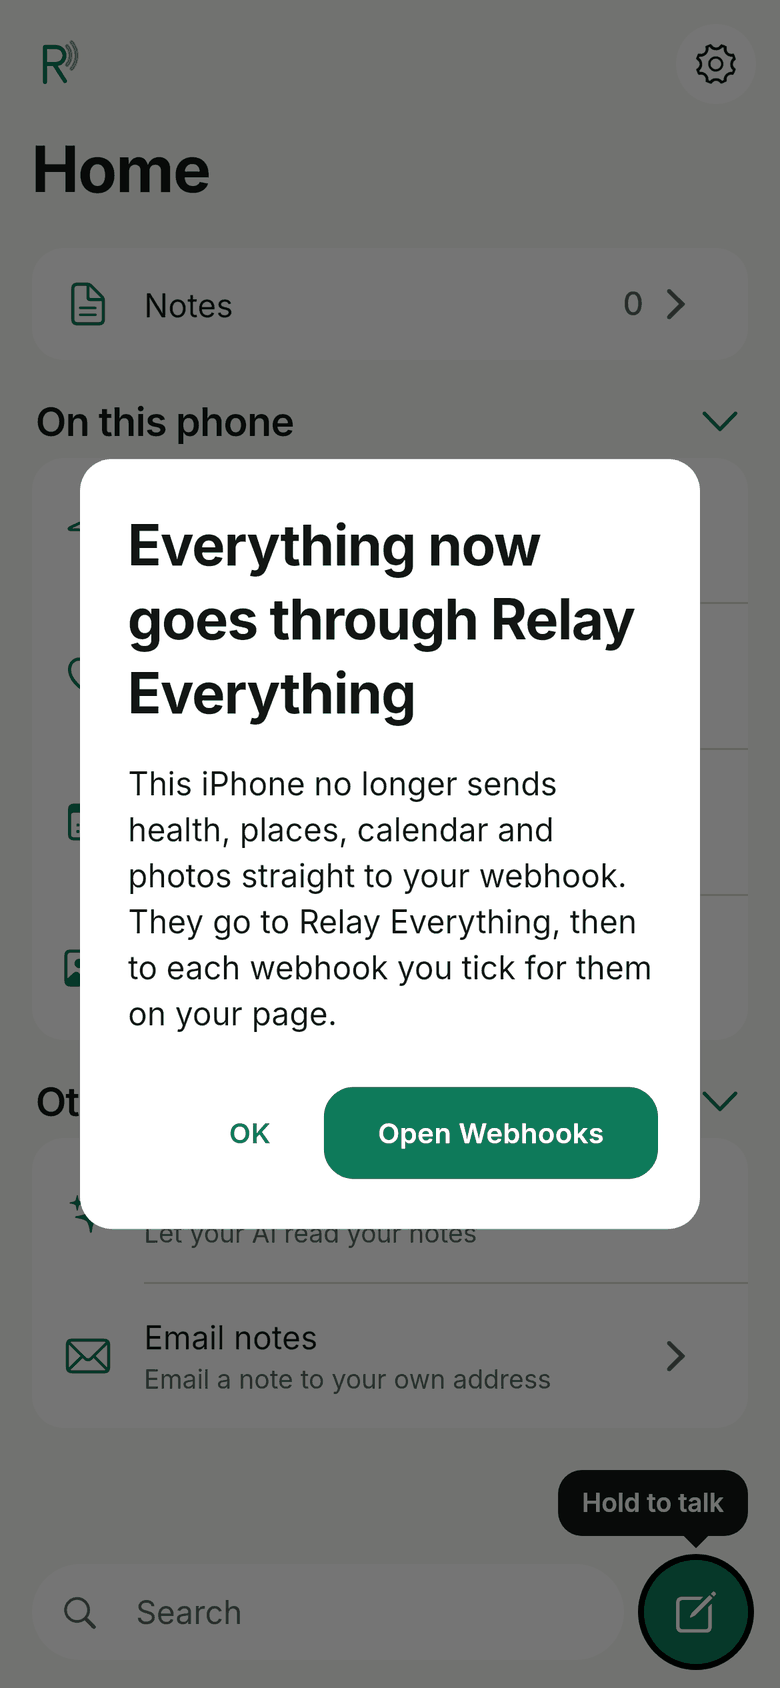 R
Home
Notes
0
On this phone
Everything now
goes through Relay
Everything
This iPhone no longer sends
health, places, calendar and
photos straight to your webhook.
They go to Relay Everything, then
to each webhook you tick for them
on your page.
OK
Open Webhooks
Ot
Let your AI read your notes
Email notes
Email a note to your own address
Hold to talk
Search